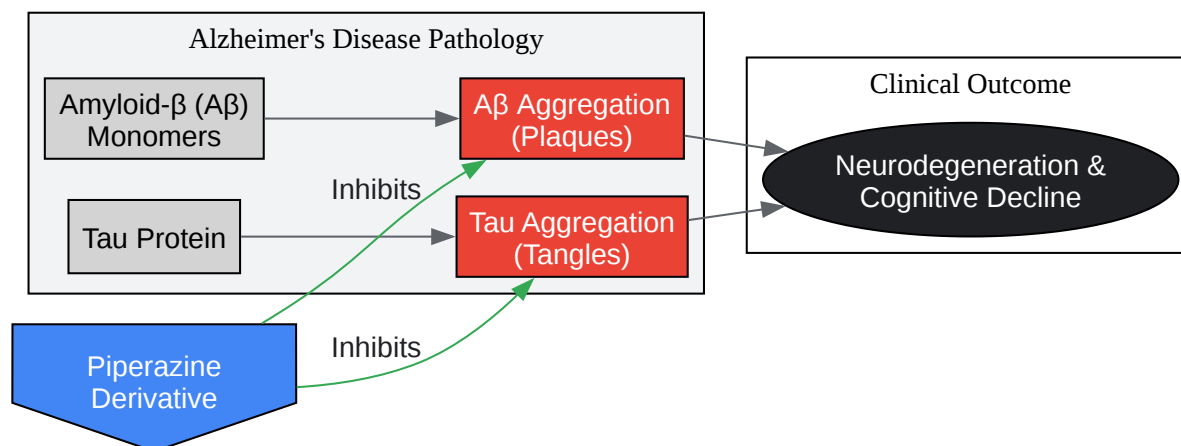 Alzheimer's Disease Pathology
Amyloid-β (Aβ)
Monomers
Aβ Aggregation
(Plaques)
Inhibits
Tau Protein
Tau Aggregation
(Tangles)
Clinical Outcome
Neurodegeneration &
Cognitive Decline
Inhibits
Piperazine
Derivative